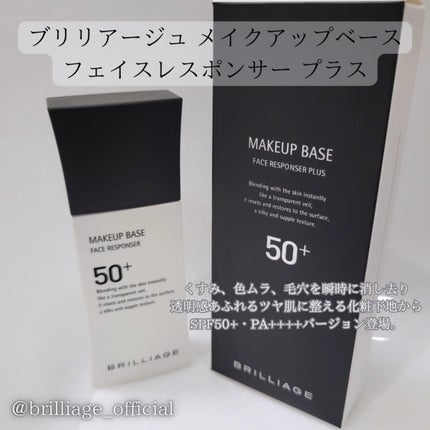 ブリリアージュ メイクアップベース
フェイスレスポンサー プラス
MAKEUP BASE
FACE RESPONSER PLUS
Blending with the skin instantly
like a transparent veil,
it resets and restores to the surface,
a silky and supple texture.
50+
MAKEUP BASE
FACE RESPONSER
50+
Blending with the skin instantly
like a transparent veil,
it resets and restores to the surface,
a silky and supple texture.
くすみ、色ムラ、毛穴を瞬時に消し去り
透明感あふれるツヤ肌に整える化粧下地から
SPF50+・PA++++バージョン登場。
BRILLIAGE
BRILLIAGE
@brilliage_official